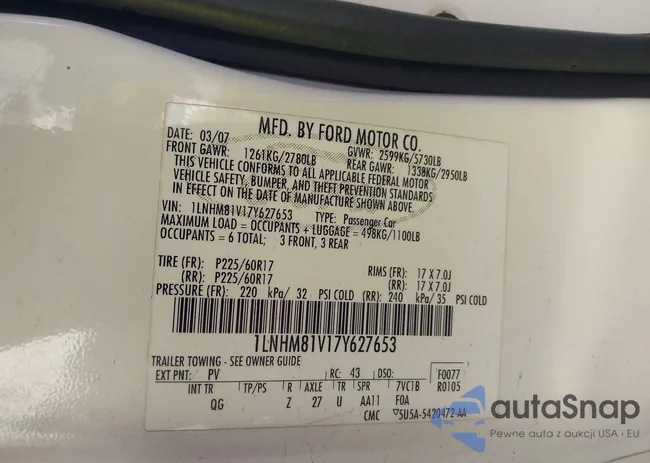 MFD. BY FORD MOTOR CO.
DATE: 03/07 GVWR: 2599KG/5730LB
FRONT GAWR: 1261KG/2780LB REAR GAWR: 1338KG/2950LB
THIS VEHICLE CONFORMS TO ALL APPLICABLE FEDERAL MOTOR
VEHICLE SAFETY, BUMPER, AND THEFT PREVENTION STANDARDS
IN EFFECT ON THE DATE OF MANUFACTURE SHOWN ABOVE.
VIN: 1LNHM81V17Y627653 TYPE: Passenger Car
MAXIMUM LOAD = OCCUPANTS + LUGGAGE = 498KG/1100LB
OCCUPANTS = 6 TOTAL; 3 FRONT, 3 REAR
TIRE (FR): P225/60R17 RIMS (FR): 17 X 7.0J
(RR): P225/60R17 (RR): 17 X 7.0J
PRESSURE (FR): 220 kPa/ 32 PSI COLD (RR): 240 kPa/ 35 PSI COLD
1LNHM81V17Y627653
TRAILER TOWING - SEE OWNER GUIDE
EXT PNT: PV RC: 43 DSO: F0077
R0105
INT TR TP/PS R AXLE TR SPR 7VC1B
QG Z 27 U AA11 F0A
CMC 5U5A-5420472-AA
autoSnap
Pewne auta z aukcji USA i EU